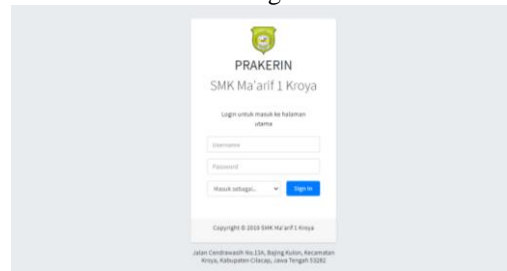 PRAKERIN
SMK Ma'arif 1 Kroya
Login untuk masuk ke halaman
utama
Username
Password
Masuk sebagai..
Sign In
Copyright © 2019 SMK Ma'arif 1 Kroya
Jalan Cendrawasih No.13A, Bajing Kulon, Kecamatan
Kroya, Kabupaten Cilacap, Jawa Tengah 53282